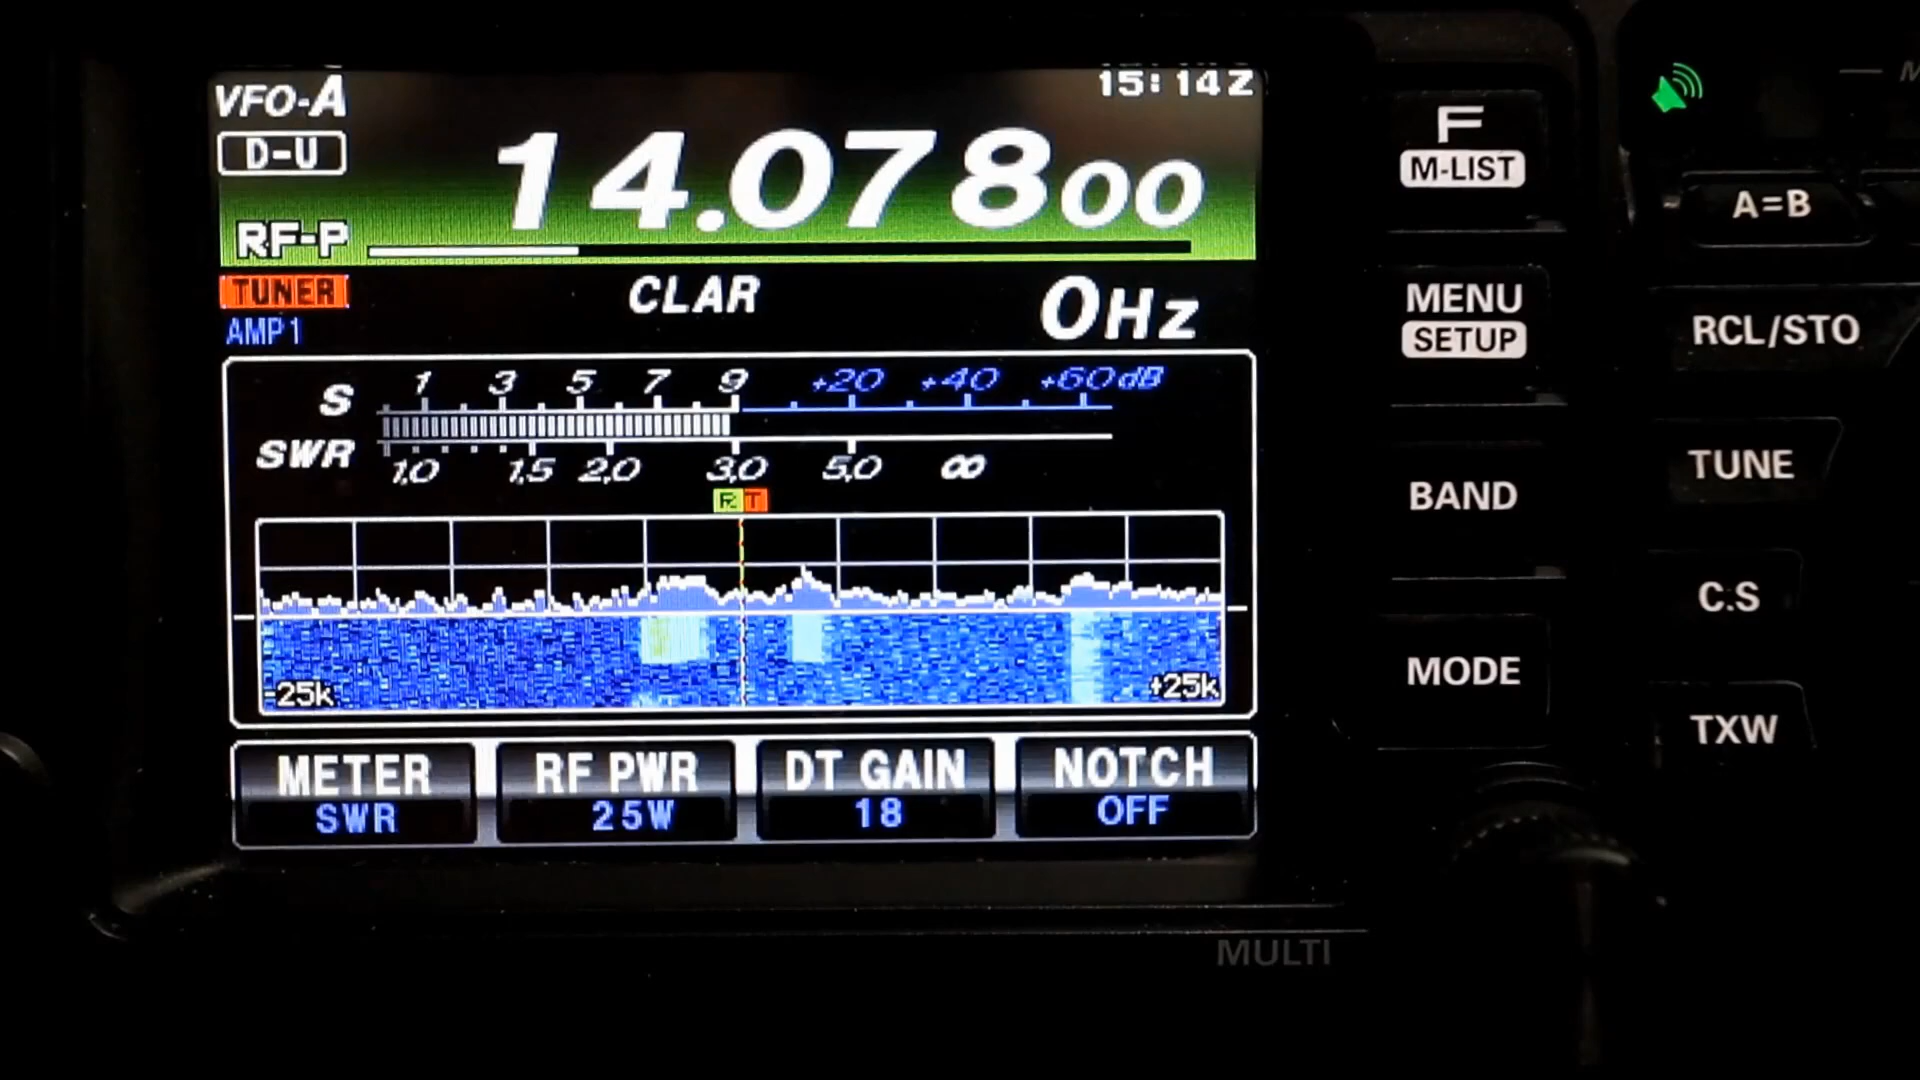 VFO-A
15:14Z
D-U
14.07800
RF-P
TUNER
CLAR
0Hz
AMP1
S 1 3 5 7 9 +20 +40 +60dB
SWR 1.0 1.5 2.0 3.0 5.0 ∞
R T
-25k
+25k
METER
SWR
RF PWR
25W
DT GAIN
18
NOTCH
OFF
F
M-LIST
MENU
SETUP
BAND
MODE
A=B
RCL/STO
TUNE
C.S
TXW
MULTI